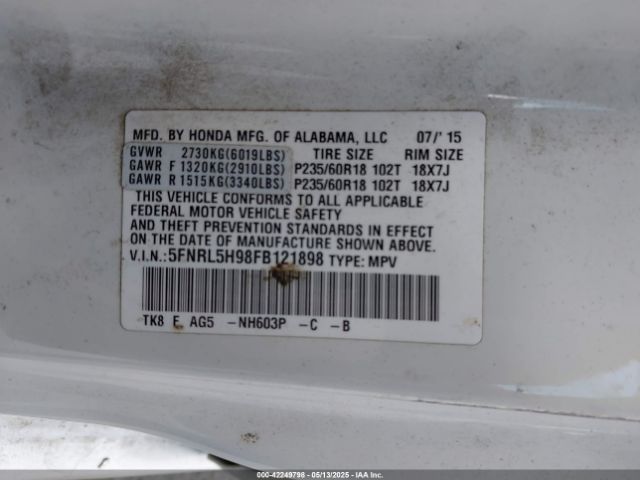 MFD. BY HONDA MFG. OF ALABAMA, LLC 07/'15
GVWR 2730KG(6019LBS) TIRE SIZE RIM SIZE
GAWR F 1320KG(2910LBS) P235/60R18 102T 18X7J
GAWR R 1515KG(3340LBS) P235/60R18 102T 18X7J
THIS VEHICLE CONFORMS TO ALL APPLICABLE
FEDERAL MOTOR VEHICLE SAFETY
AND THEFT PREVENTION STANDARDS IN EFFECT
ON THE DATE OF MANUFACTURE SHOWN ABOVE.
V.I.N.:5FNRL5H98FB121898 TYPE: MPV
TK8 E AG5 -NH603P -C -B
000-42249798 - 05/13/2025 - IAAI.COM